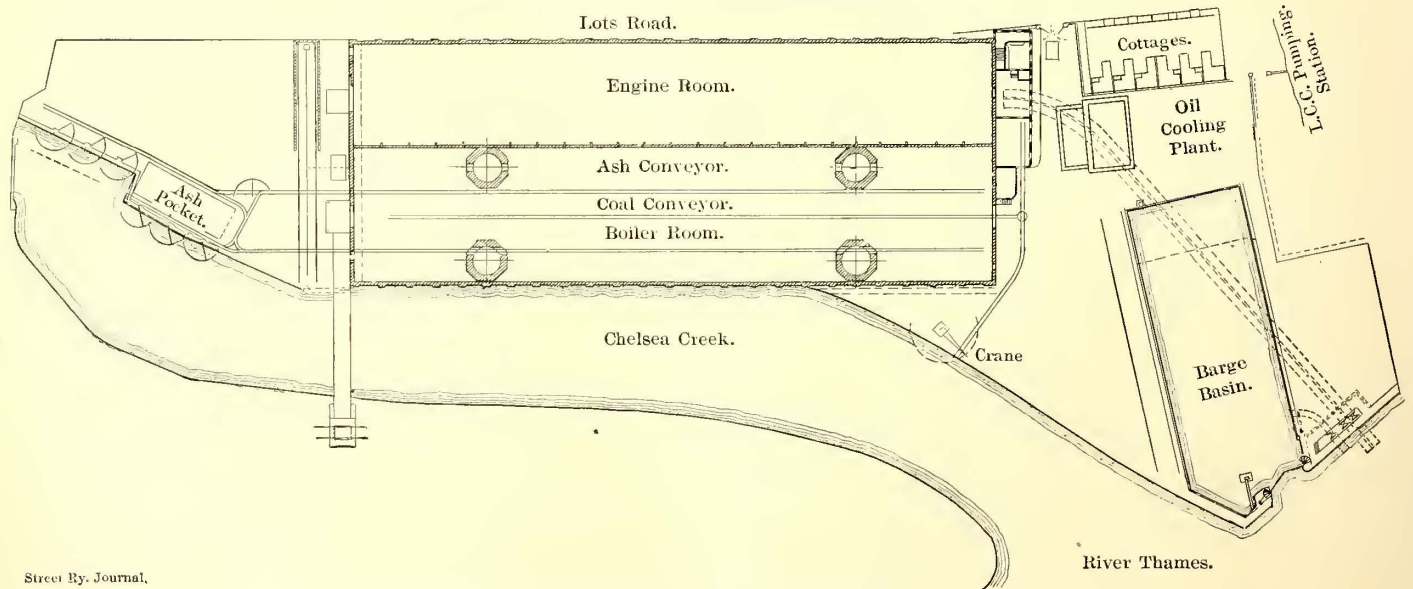 Lots Road.
Cottages.
L.C.C. Pumping.
Station.
Engine Room.
Oil
Cooling
Plant.
Ash Conveyor.
Ash
Pocket.
Coal Conveyor.
Boiler Room.
Chelsea Creek.
Crane
Barge
Basin.
River Thames.
Street Ry. Journal,